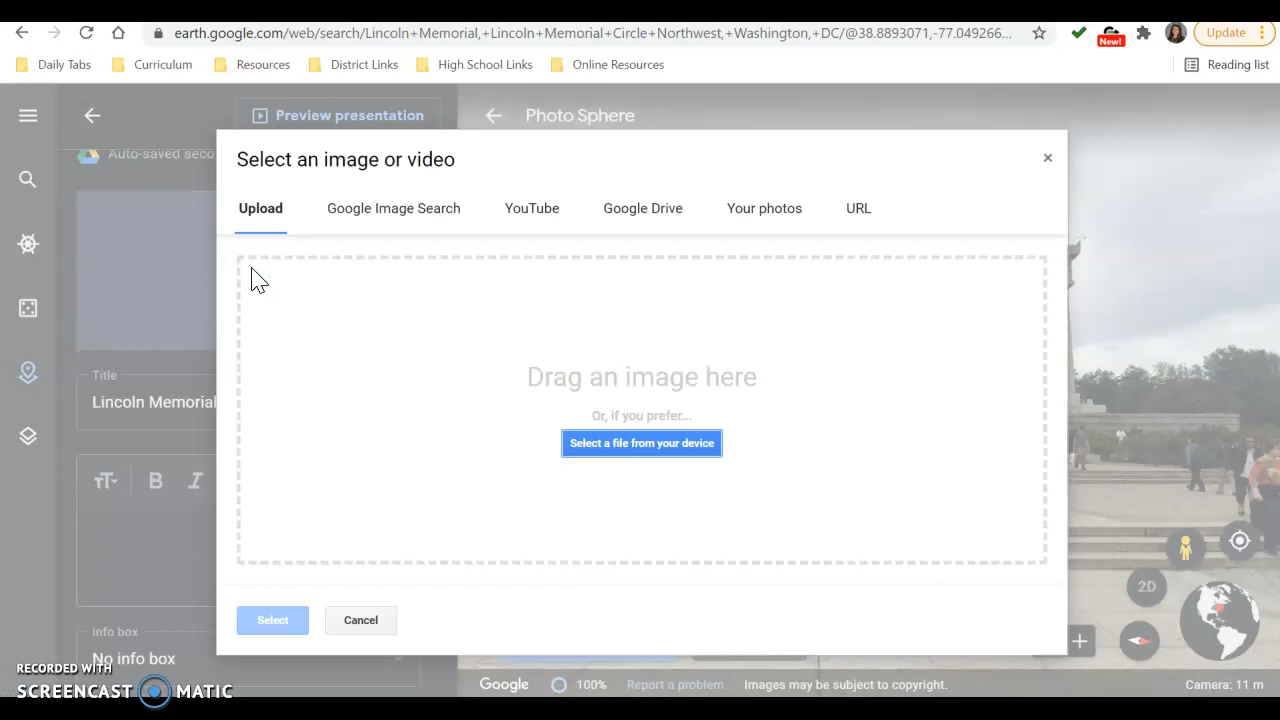 earth.google.com/web/search/Lincoln+Memorial,+Lincoln+Memorial+Circle+Northwest,+Washington,+DC/@38.8893071,-77.049266...
New!
Update
Daily Tabs
Curriculum
Resources
District Links
High School Links
Online Resources
Reading list
Preview presentation
Photo Sphere
Auto-saved seco
Select an image or video
×
Upload
Google Image Search
YouTube
Google Drive
Your photos
URL
Drag an image here
Or, if you prefer...
Select a file from your device
Title
Lincoln Memorial
B I
Select
Cancel
2D
Info box
No info box
RECORDED WITH
SCREENCAST MATIC
Google
100%
Report a problem
Images may be subject to copyright.
Camera: 11 m